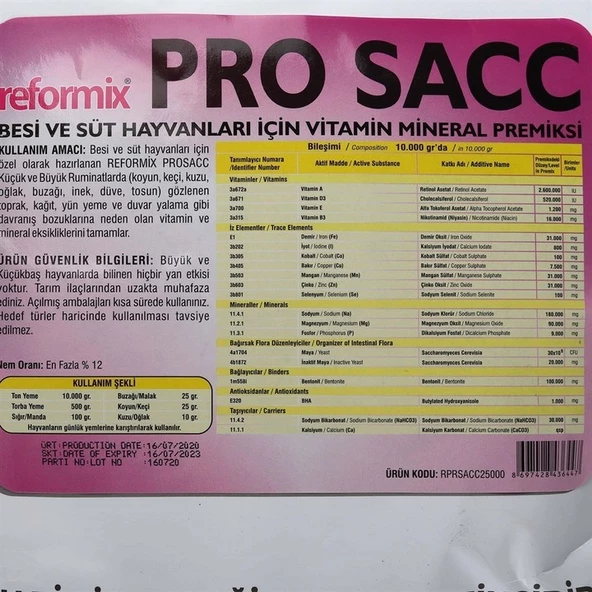 reformix® PRO SACC
BESİ VE SÜT HAYVANLARI İÇİN VİTAMİN MİNERAL PREMİKSİ
KULLANIM AMACI: Besi ve süt hayvanları için
özel olarak hazırlanan REFORMİX PROSACC
Küçük ve Büyük Ruminatlarda (koyun, keçi, kuzu,
oğlak, buzağı, inek, düve, tosun) gözlenen
toprak, kağıt, yün yeme ve duvar yalama gibi
davranış bozuklarına neden olan vitamin ve
mineral eksikliklerini tamamlar.
ÜRÜN GÜVENLİK BİLGİLERİ: Büyük ve
Küçükbaş hayvanlarda bilinen hiçbir yan etkisi
yoktur. Tarım ilaçlarından uzakta muhafaza
ediniz. Açılmış ambalajları kısa sürede kullanınız.
Hedef türler haricinde kullanılması tavsiye
edilmez.
Nem Oranı: En Fazla % 12
KULLANIM ŞEKLİ
Ton Yeme 10.000 gr. Buzağı/Malak 25 gr.
Torba Yeme 500 gr. Koyun/Keçi 25 gr.
Sığır/Manda 100 gr. Kuzu/Oğlak 10 gr.
Hayvanların günlük yemlerine karıştırılarak kullanılır.
ÜRT: PRODUCTION DATE: 16/07/2020
SKT: DATE OF EXPIRY : 16/07/2023
PARTİ NO: LOT NO : 160720
Bileşimi / Composition 10.000 gr'da / in 10.000 gr
Tanımlayıcı Numara /Identifier Number Aktif Madde / Active Substance Katkı Adı / Additive Name Premiksdeki Düzey/Level in Premix Birimler /Units
Vitaminler / Vitamins
3a672a Vitamin A Retinol Asetat / Retinol Acetate 2.600.000 IU
3a671 Vitamin D3 Cholecalsiferol / Cholecalsiferol 520.000 IU
3a700 Vitamin E Alfa Tokoferol Asetat / Alpha Tocopherol Acetate 1.200 mg
3a315 Vitamin B3 Nikotinamid (Niyasin) / Nicotinamide (Niacin) 16.000 mg
İz Elementler / Trace Elements
E1 Demir / Iron (Fe) Demir Oksit / Iron Oxide 31.000 mg
3b202 İyot / Iodine (I) Kalsiyum İyodat / Calcium Iodate 800 mg
3b305 Kobalt / Cobalt (Co) Kobalt Sülfat / Cobalt Sulphate 100 mg
3b405 Bakır / Copper (Cu) Bakır Sülfat / Copper Sulphate 7.500 mg
3b503 Mangan / Manganese (Mn) Mangan Sülfat / Manganese Sulphate 31.000 mg
3b603 Çinko / Zinc (Zn) Çinko Oksit / Zinc Oxide 31.000 mg
3b801 Selenyum / Selenium (Se) Sodyum Selenit / Sodium Selenite 100 mg
Mineraller / Minerals
11.4.1 Sodyum / Sodium (Na) Sodyum Klorür / Sodium Chloride 180.000 mg
11.2.1 Magnezyum / Magnesium (Mg) Magnezyum Oksit / Magnesium Oxide 90.000 mg
11.3.1 Fosfor / Phosphorus (P) Dikalsiyum Fosfat / Dicalcium Phosphate 9.000 mg
Bağırsak Flora Düzenleyiciler / Organizer of Intestinal Flora
4a1704 Maya / Yeast Saccharomyces Cerevisia CFU
4b1872 İnaktif Maya / Inactive Yeast Saccharomyces Cerevisia 20.000 mg
Bağlayıcılar / Binders
1m558i Bentonit / Bentonite Bentonit / Bentonite 100.000 mg
Antioksidanlar / Antioxidants
E320 BHA Butylated Hydroxyanisole 1.000 mg
Taşıyıcılar / Carriers
11.4.2 Sodyum Bikarbonat / Sodium Bicarbonate (NaHCO3) Sodyum Bikarbonat / Sodium Bicarbonate (NaHCO3) 30.000 mg
11.1.1 Kalsiyum / Calcium (Ca) Kalsiyum Karbonat / Calcium Carbonate (CaCO3) qsp
ÜRÜN KODU: RPRSACC25000
8 697428 436447